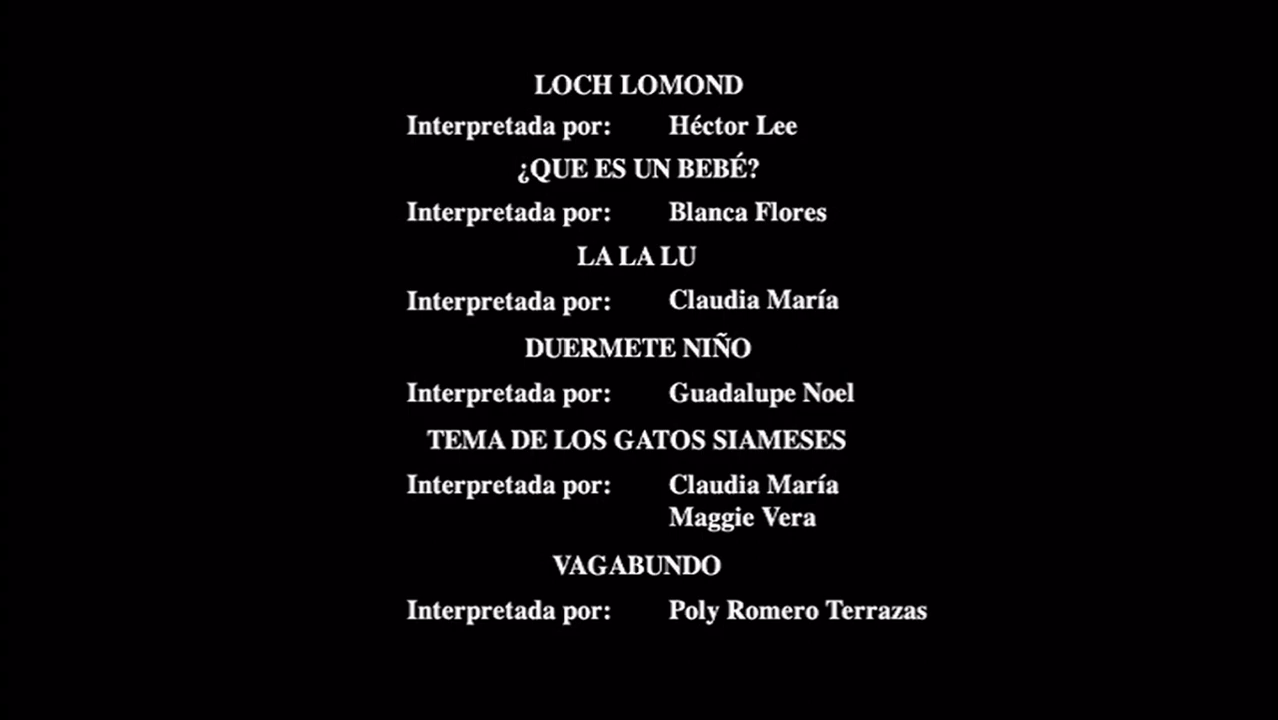 LOCH LOMOND
Interpretada por: Héctor Lee
¿QUE ES UN BEBÉ?
Interpretada por: Blanca Flores
LA LA LU
Interpretada por: Claudia María
DUERMETE NIÑO
Interpretada por: Guadalupe Noel
TEMA DE LOS GATOS SIAMESES
Interpretada por: Claudia María
Maggie Vera
VAGABUNDO
Interpretada por: Poly Romero Terrazas